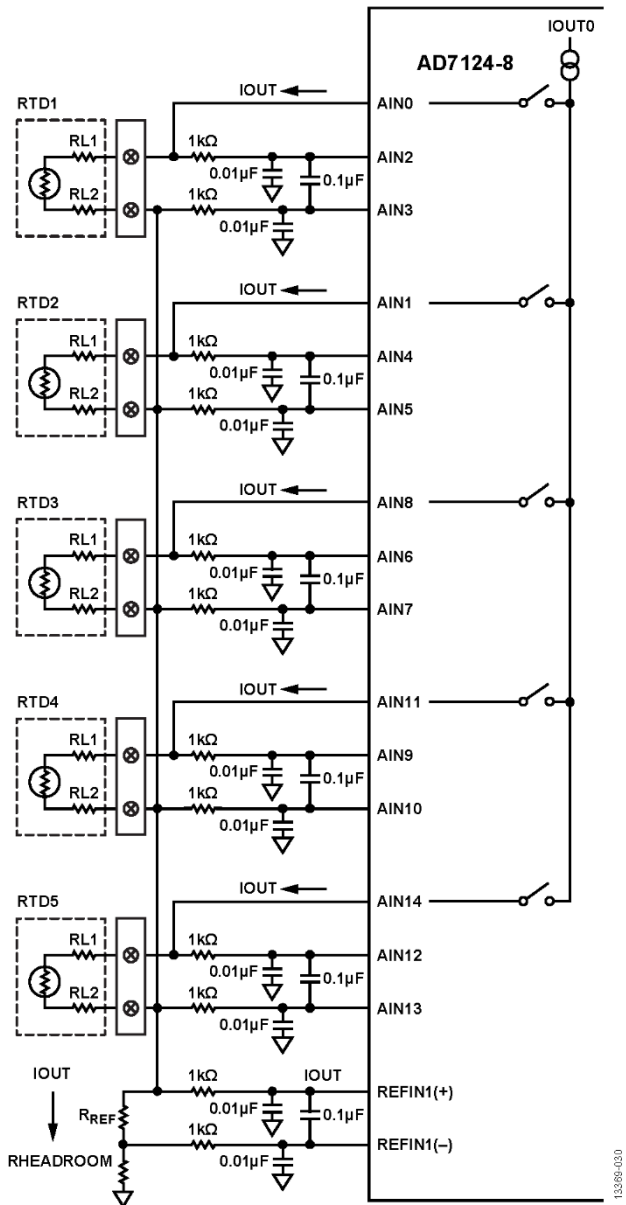 IOUT0
AD7124-8
IOUT
AIN0
RTD1
RL1
1kΩ
0.01µF
AIN2
0.1µF
RL2
1kΩ
AIN3
0.01µF
IOUT
AIN1
RTD2
RL1
1kΩ
0.01µF
AIN4
0.1µF
RL2
1kΩ
AIN5
0.01µF
IOUT
AIN8
RTD3
RL1
1kΩ
0.01µF
AIN6
0.1µF
RL2
1kΩ
AIN7
0.01µF
IOUT
AIN11
RTD4
RL1
1kΩ
0.01µF
AIN9
0.1µF
RL2
1kΩ
AIN10
0.01µF
IOUT
AIN14
RTD5
RL1
1kΩ
0.01µF
AIN12
0.1µF
RL2
1kΩ
AIN13
0.01µF
IOUT
1kΩ
IOUT
REFIN1(+)
RREF
0.01µF
0.1µF
1kΩ
REFIN1(–)
RHEADROOM
0.01µF
13369-030